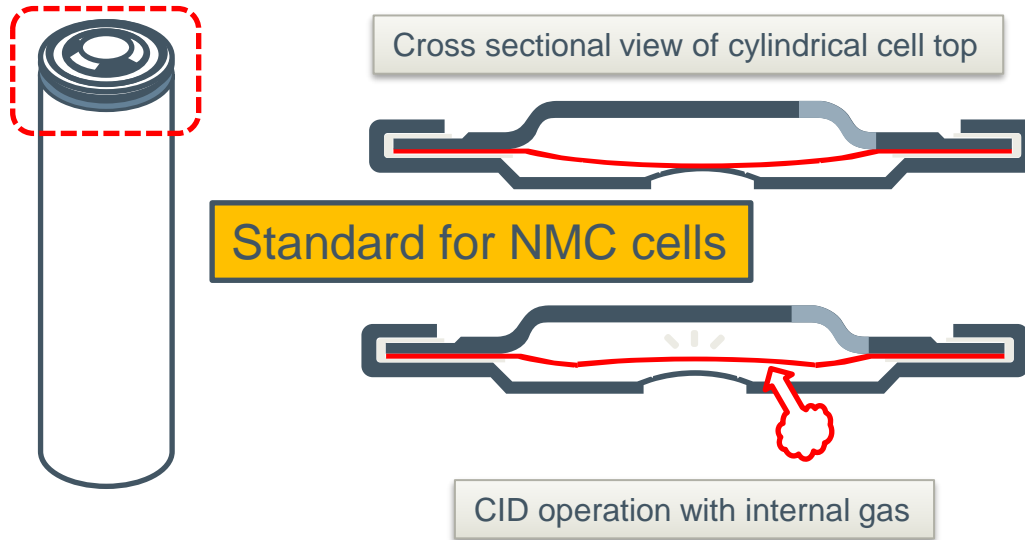 Cross sectional view of cylindrical cell top
Standard for NMC cells
CID operation with internal gas